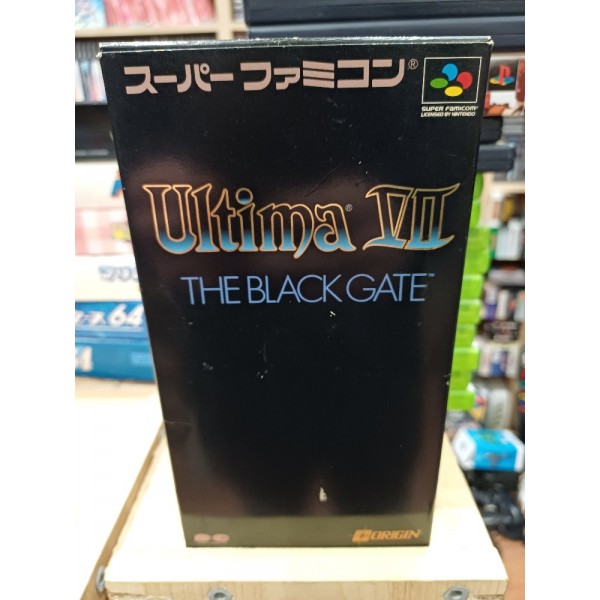 スーパーファミコン®
SUPER FAMICOM
LICENSED BY NINTENDO
Ultima® VII
THE BLACK GATE™
ORIGIN
64